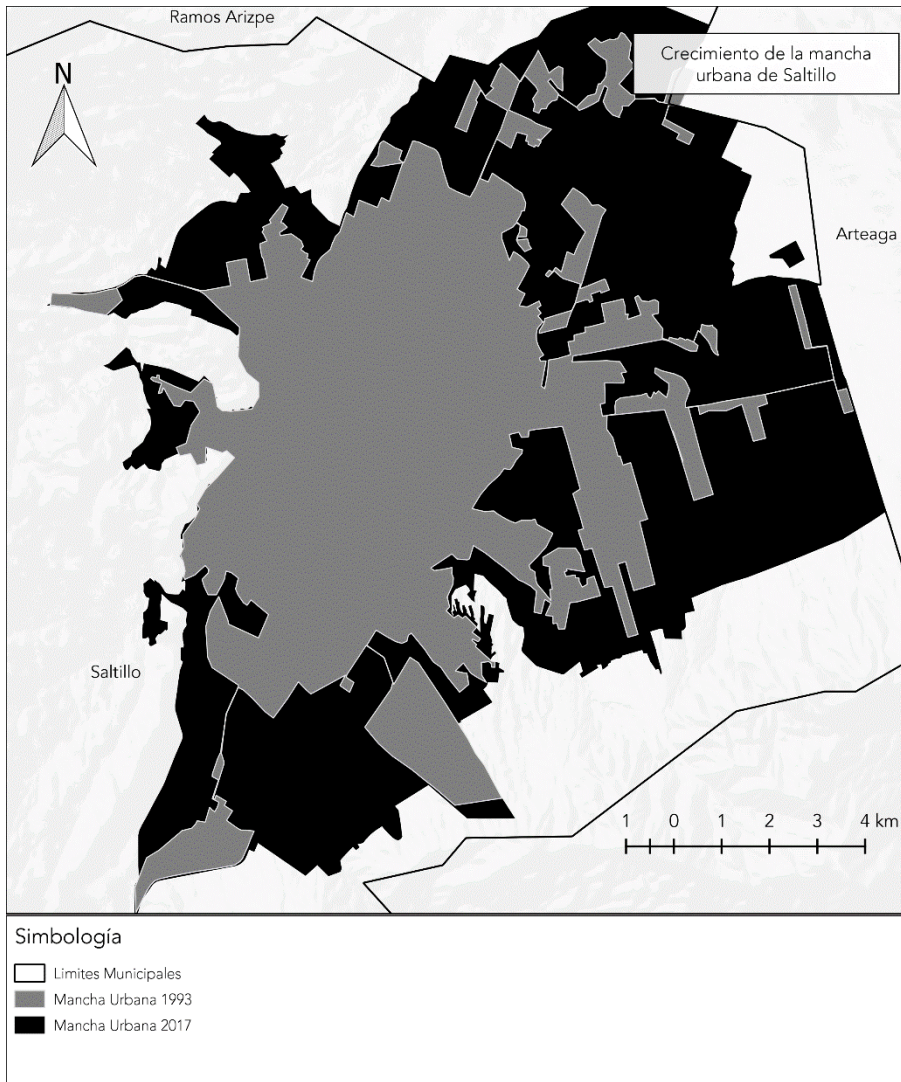 Ramos Arizpe
Crecimiento de la mancha
urbana de Saltillo
N
Arteaga
Saltillo
1 0 1 2 3 4 km
Simbología
Limites Municipales
Mancha Urbana 1993
Mancha Urbana 2017